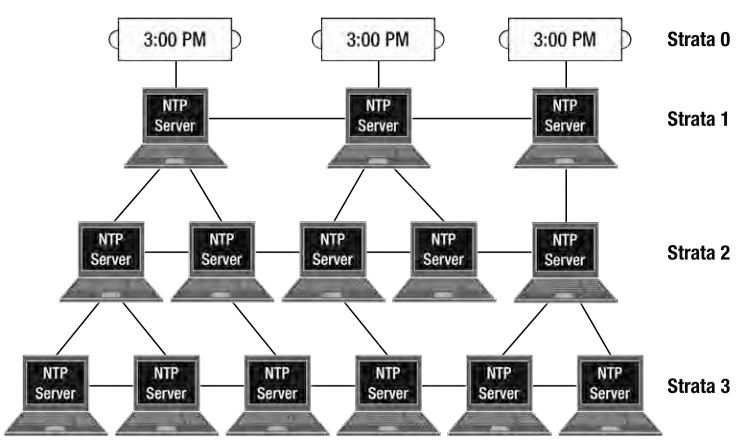 3:00 PM
3:00 PM
3:00 PM
Strata 0
NTP
Server
NTP
Server
NTP
Server
Strata 1
NTP
Server
NTP
Server
NTP
Server
NTP
Server
NTP
Server
Strata 2
NTP
Server
NTP
Server
NTP
Server
NTP
Server
NTP
Server
NTP
Server
Strata 3